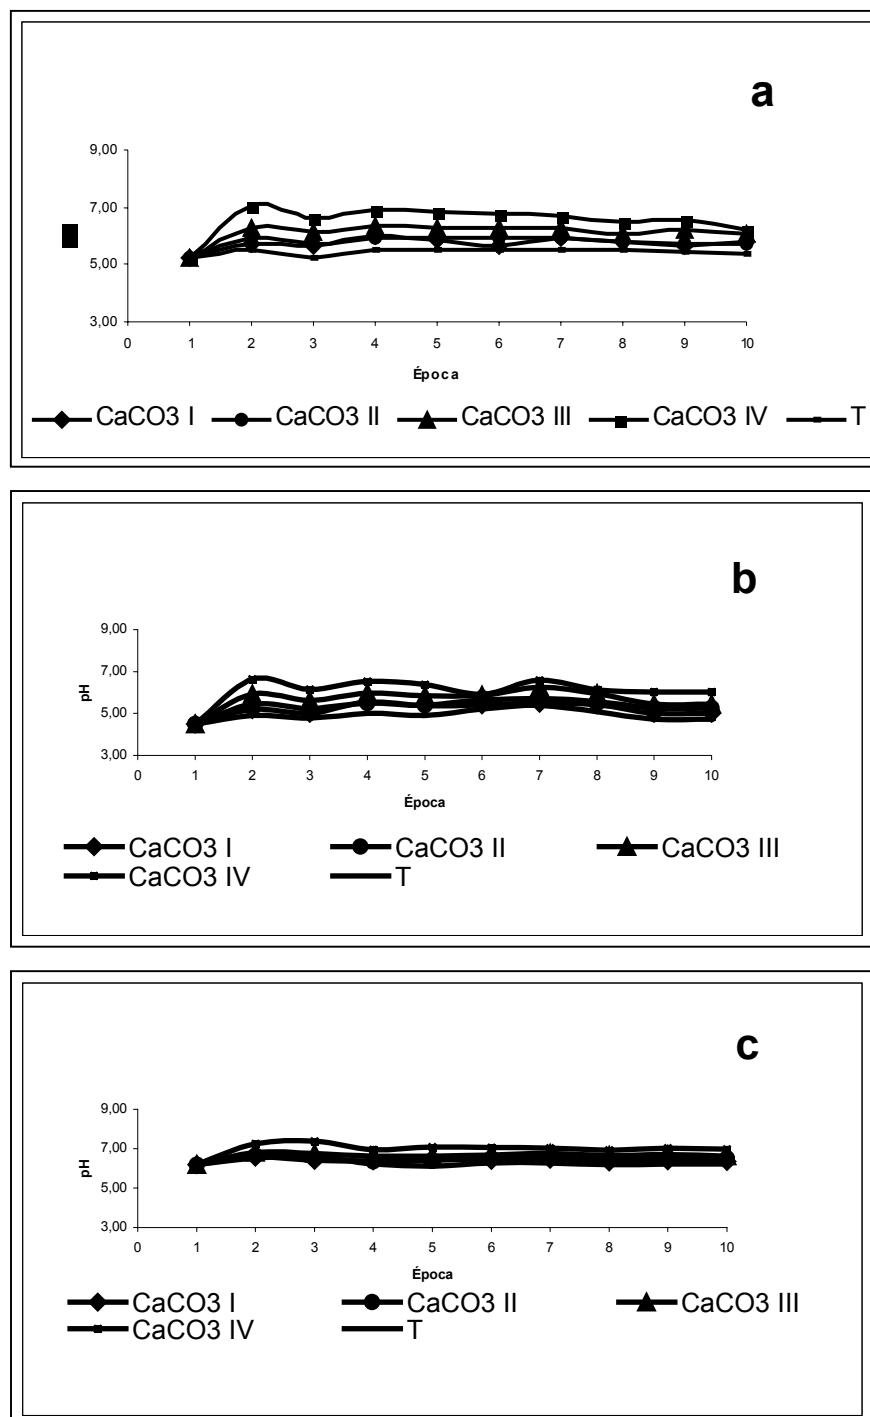 a
9,00
7,00
5,00
3,00
0 1 2 3 4 5 6 7 8 9 10
Época
CaCO3 I CaCO3 II CaCO3 III CaCO3 IV T
b
9,00
7,00
5,00
3,00
pH
0 1 2 3 4 5 6 7 8 9 10
Época
CaCO3 I CaCO3 II CaCO3 III
CaCO3 IV T
c
9,00
7,00
5,00
3,00
pH
0 1 2 3 4 5 6 7 8 9 10
Época
CaCO3 I CaCO3 II CaCO3 III
CaCO3 IV T